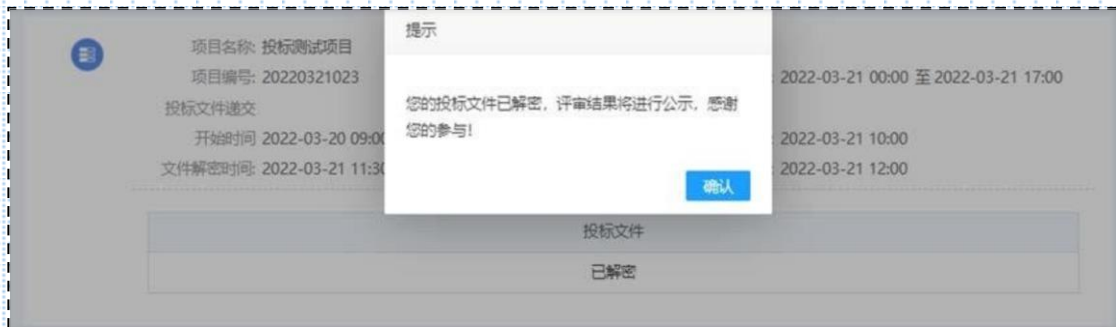 提示
项目名称: 投标测试项目
项目编号: 20220321023
: 2022-03-21 00:00 至 2022-03-21 17:00
您的投标文件已解密，评审结果将进行公示，感谢
您的参与！
投标文件递交
开始时间 2022-03-20 09:00
: 2022-03-21 10:00
文件解密时间: 2022-03-21 11:30
: 2022-03-21 12:00
确认
投标文件
已解密